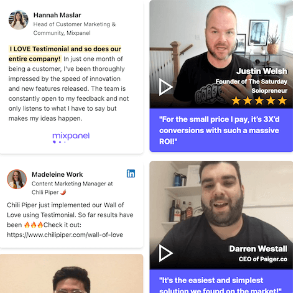 Hannah Maslar
Head of Customer Marketing &
Community, Mixpanel
I LOVE Testimonial and so does our
entire company! In just one month of
being a customer, I've been thoroughly
impressed by the speed of innovation
and new features released. The team is
constantly open to my feedback and not
only listens to what I have to say but
makes my ideas happen.
mixpanel
Madeleine Work
in
Content Marketing Manager at
Chili Piper 🌶️
Chili Piper just implemented our Wall of
Love using Testimonial. So far results have
been 🔥🔥🔥Check it out:
https://www.chilipiper.com/wall-of-love
Justin Welsh
Founder of The Saturday
Solopreneur
"For the small price I pay, it's 3X'd
conversions with such a massive
ROI!"
Darren Westall
CEO of Paiger.co
"It's the easiest and simplest
solution we found on the market!"